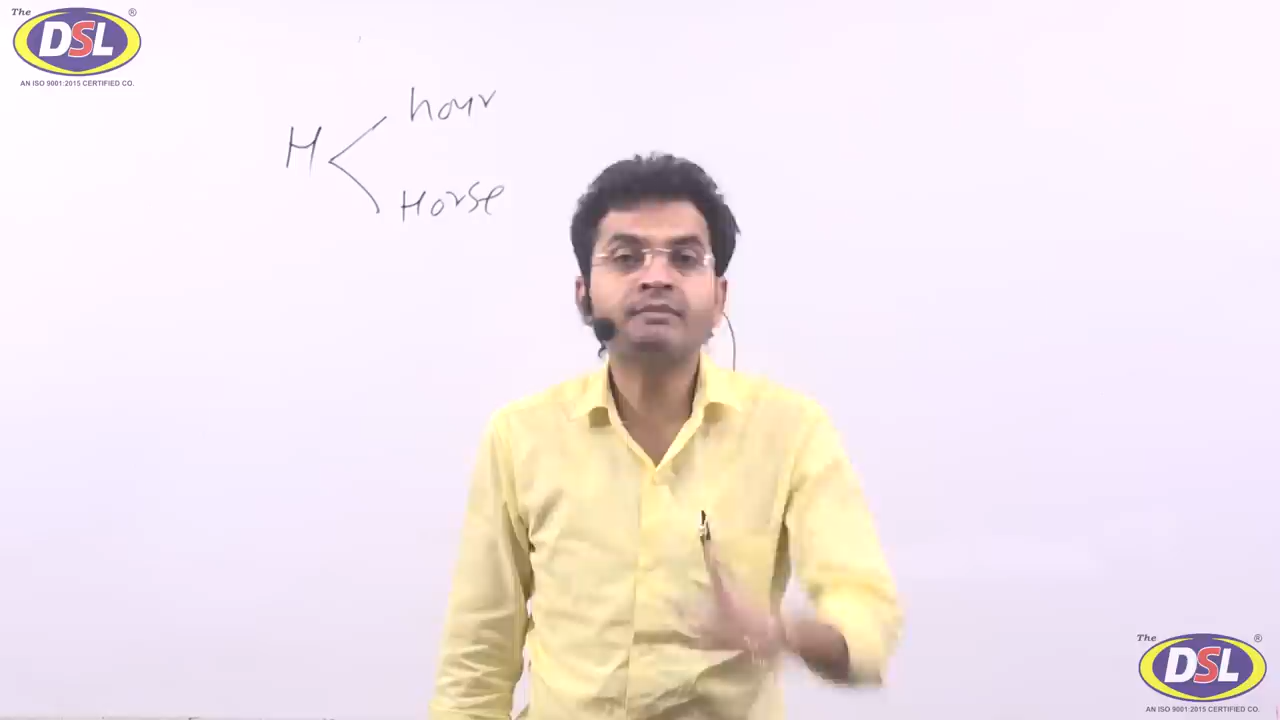 The
DSL ®
AN ISO 9001:2015 CERTIFIED CO.
hour
H
Horse
The
DSL ®
AN ISO 9001:2015 CERTIFIED CO.